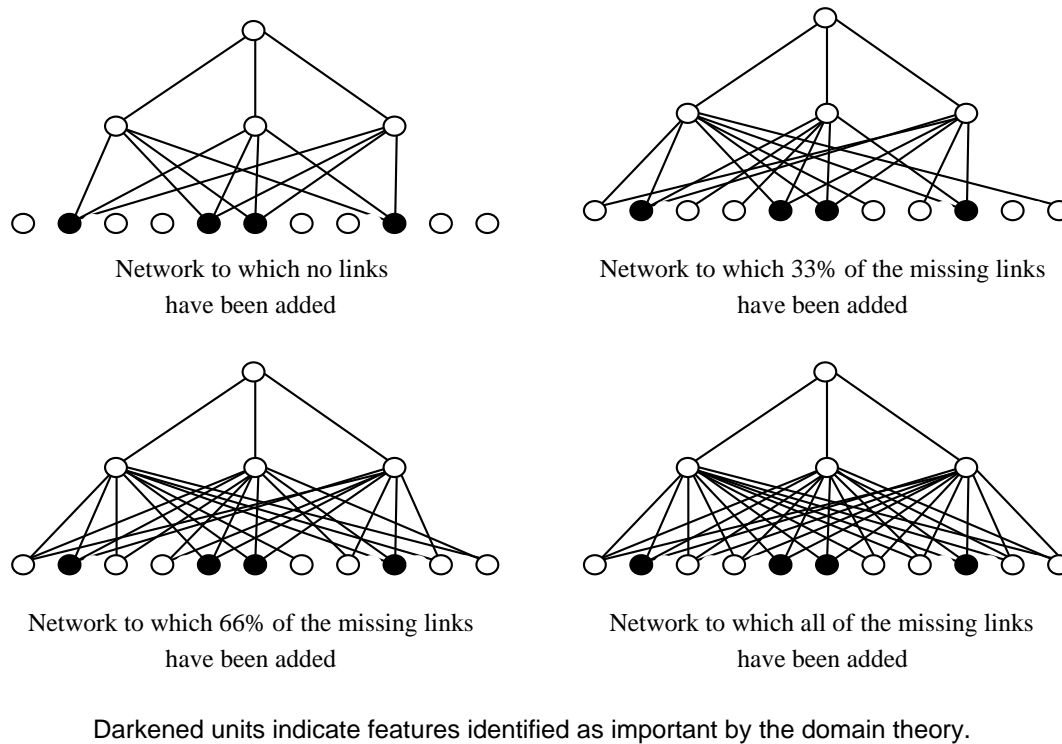 Network to which no links
have been added
Network to which 33% of the missing links
have been added
Network to which 66% of the missing links
have been added
Network to which all of the missing links
have been added
Darkened units indicate features identified as important by the domain theory.